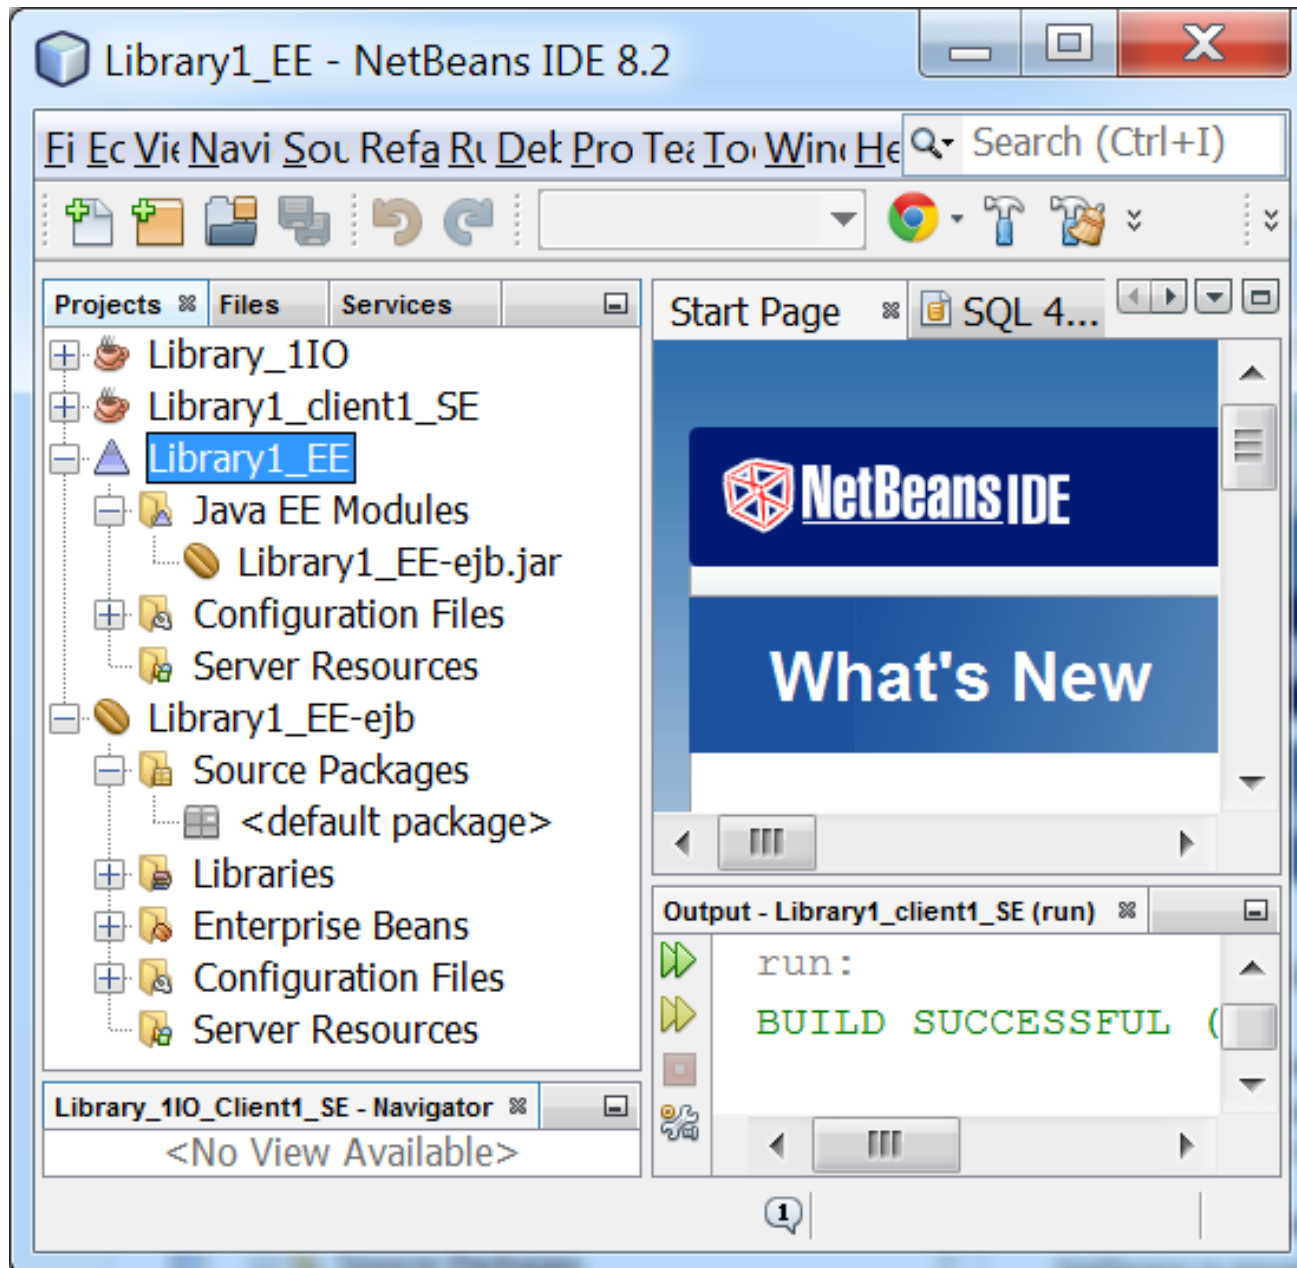 Library1_EE - NetBeans IDE 8.2
Fi Ec Vie Navi Sou Refa Ru Deb Pro Tea Too Wind He Search (Ctrl+I)
Projects Files Services
Library_1IO
Library1_client1_SE
Library1_EE
Java EE Modules
Library1_EE-ejb.jar
Configuration Files
Server Resources
Library1_EE-ejb
Source Packages
<default package>
Libraries
Enterprise Beans
Configuration Files
Server Resources
Library_1IO_Client1_SE - Navigator
<No View Available>
Start Page SQL 4...
NetBeans IDE
What's New
Output - Library1_client1_SE (run)
run:
BUILD SUCCESSFUL (
1